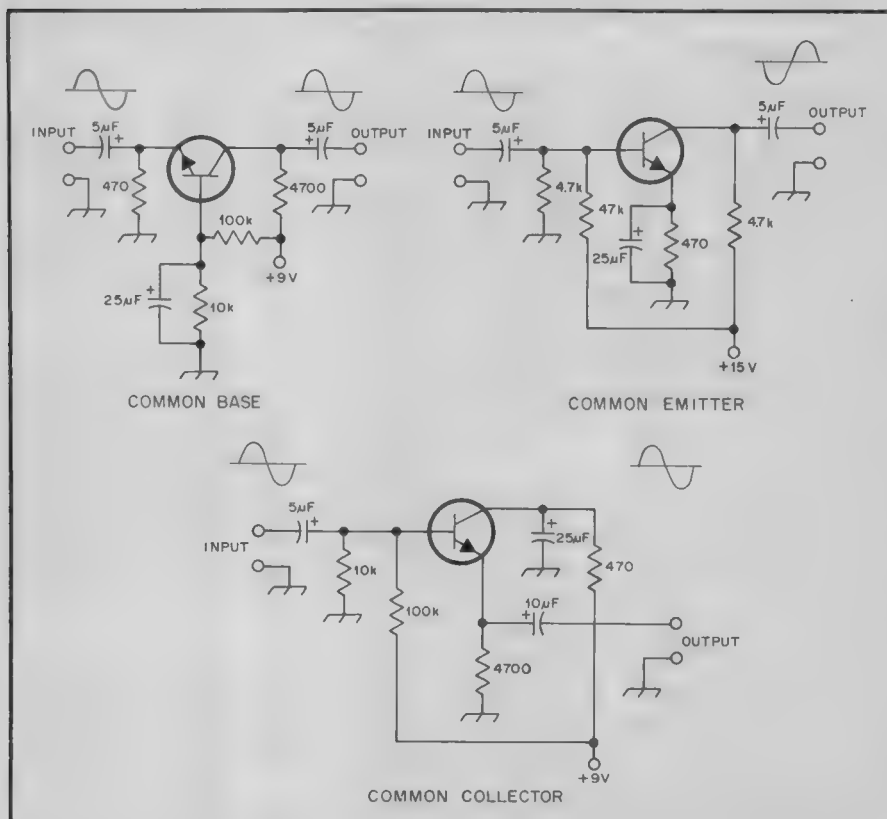 INPUT
5µF
+
+
5µF
OUTPUT
470
4700
100k
+9V
25µF
+
10k
COMMON BASE
INPUT
5µF
+
5µF
+
OUTPUT
4.7k
47k
+
25µF
470
4.7k
+15V
COMMON EMITTER
INPUT
5µF
+
10k
100k
+
25µF
470
10µF
+
OUTPUT
4700
+9V
COMMON COLLECTOR